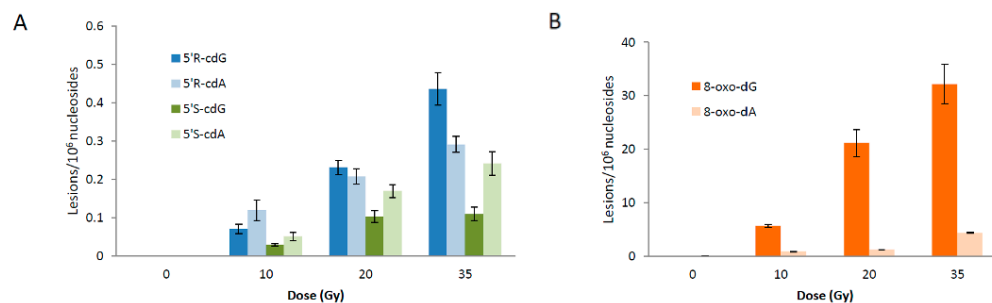 A
Lesions/10⁶ nucleosides
0.6
0.5
0.4
0.3
0.2
0.1
0
5'R-cdG
5'R-cdA
5'S-cdG
5'S-cdA
0 10 20 35
Dose (Gy)
B
Lesions/10⁶ nucleosides
40
30
20
10
0
8-oxo-dG
8-oxo-dA
0 10 20 35
Dose (Gy)